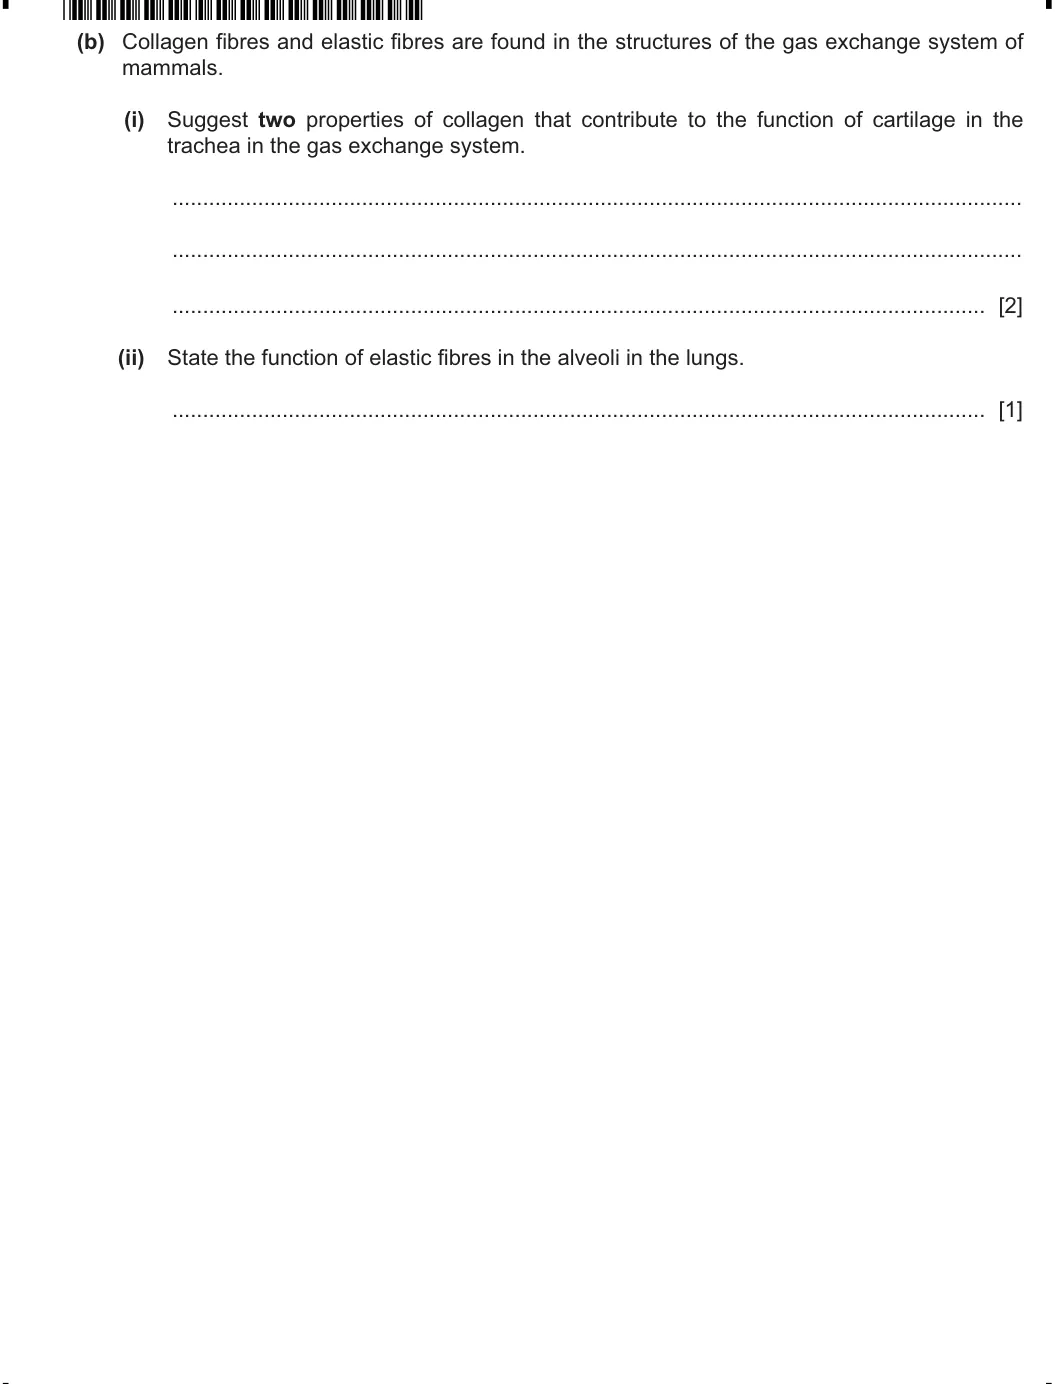 (b) Collagen fibres and elastic fibres are found in the structures of the gas exchange system of
mammals.
(i) Suggest two properties of collagen that contribute to the function of cartilage in the
trachea in the gas exchange system.
............................................................................................................................................
............................................................................................................................................
...................................................................................................................................... [2]
(ii) State the function of elastic fibres in the alveoli in the lungs.
...................................................................................................................................... [1]